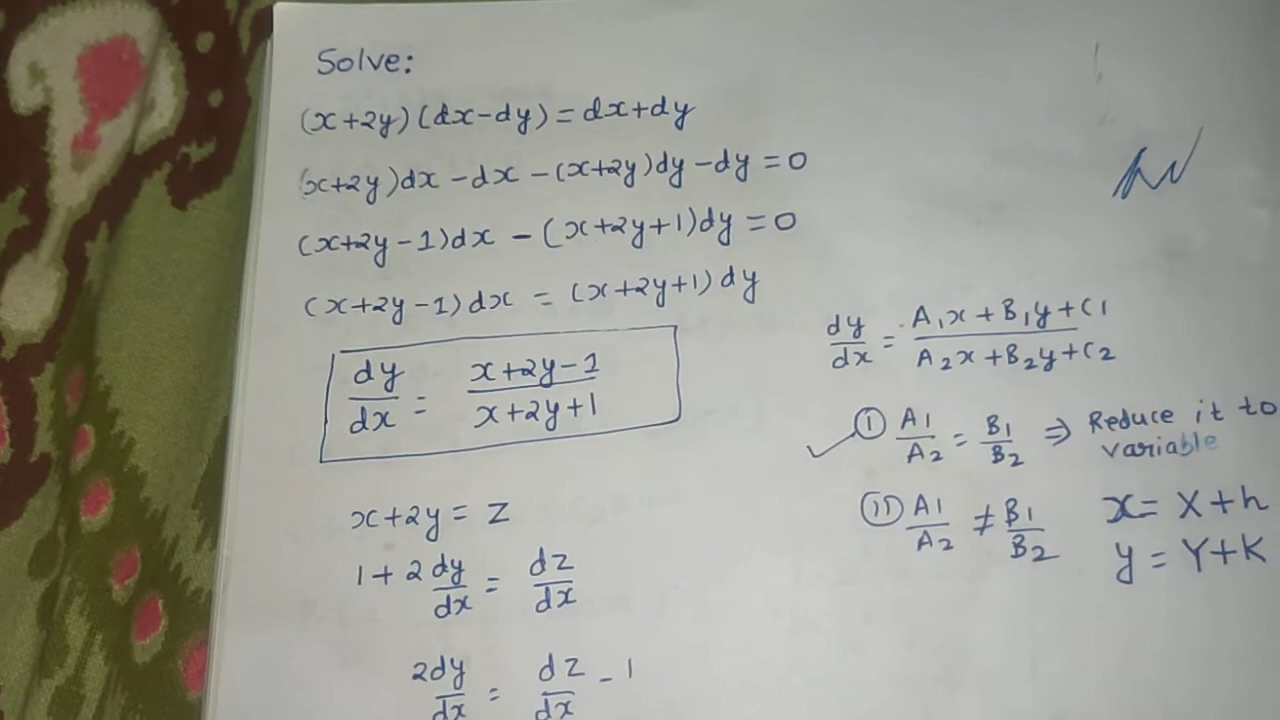 Solve:
(x+2y)(dx-dy)=dx+dy
(x+2y)dx-dx-(x+2y)dy-dy=0
(x+2y-1)dx-(x+2y+1)dy=0
(x+2y-1)dx=(x+2y+1)dy
dy/dx = x+2y-1/x+2y+1
x+2y=z
1+2dy/dx = dz/dx
2dy/dx = dz/dx - 1
dy/dx = A₁x+B₁y+C₁/A₂x+B₂y+C₂
✓ (I) A₁/A₂ = B₁/B₂ ⇒ Reduce it to
variable
(II) A₁/A₂ ≠ B₁/B₂ x=X+h
y=Y+K